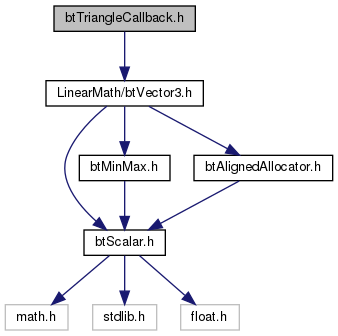 btTriangleCallback.h
LinearMath/btVector3.h
btMinMax.h
btAlignedAllocator.h
btScalar.h
math.h
stdlib.h
float.h